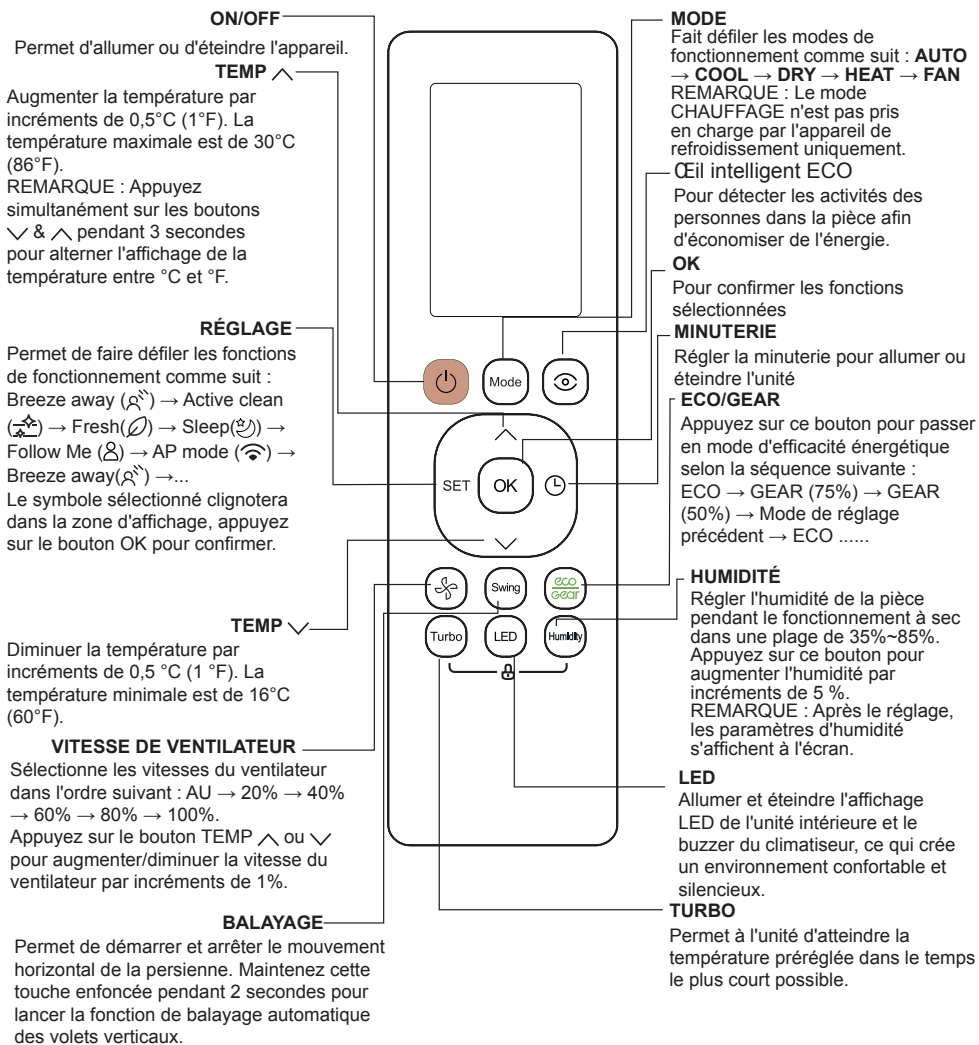 ON/OFF
Permet d'allumer ou d'éteindre l'appareil.
TEMP
Augmenter la température par
incréments de 0,5°C (1°F). La
température maximale est de 30°C
(86°F).
REMARQUE : Appuyez
simultanément sur les boutons
& pendant 3 secondes
pour alterner l'affichage de la
température entre °C et °F.
RÉGLAGE
Permet de faire défiler les fonctions
de fonctionnement comme suit :
Breeze away () → Active clean
() → Fresh() → Sleep() →
Follow Me () → AP mode () →
Breeze away() →...
Le symbole sélectionné clignotera
dans la zone d'affichage, appuyez
sur le bouton OK pour confirmer.
TEMP
Diminuer la température par
incréments de 0,5 °C (1 °F). La
température minimale est de 16°C
(60°F).
VITESSE DE VENTILATEUR
Sélectionne les vitesses du ventilateur
dans l'ordre suivant : AU → 20% → 40%
→ 60% → 80% → 100%.
Appuyez sur le bouton TEMP ou
pour augmenter/diminuer la vitesse du
ventilateur par incréments de 1%.
BALAYAGE
Permet de démarrer et arrêter le mouvement
horizontal de la persienne. Maintenez cette
touche enfoncée pendant 2 secondes pour
lancer la fonction de balayage automatique
des volets verticaux.
Mode
SET
OK
Swing
eco
gear
Turbo
LED
Humidity
MODE
Fait défiler les modes de
fonctionnement comme suit : AUTO
→ COOL → DRY → HEAT → FAN
REMARQUE : Le mode
CHAUFFAGE n'est pas pris
en charge par l'appareil de
refroidissement uniquement.
Œil intelligent ECO
Pour détecter les activités des
personnes dans la pièce afin
d'économiser de l'énergie.
OK
Pour confirmer les fonctions
sélectionnées
MINUTERIE
Régler la minuterie pour allumer ou
éteindre l'unité
ECO/GEAR
Appuyez sur ce bouton pour passer
en mode d'efficacité énergétique
selon la séquence suivante :
ECO → GEAR (75%) → GEAR
(50%) → Mode de réglage
précédent → ECO ......
HUMIDITÉ
Régler l'humidité de la pièce
pendant le fonctionnement à sec
dans une plage de 35%~85%.
Appuyez sur ce bouton pour
augmenter l'humidité par
incréments de 5 %.
REMARQUE : Après le réglage,
les paramètres d'humidité
s'affichent à l'écran.
LED
Allumer et éteindre l'affichage
LED de l'unité intérieure et le
buzzer du climatiseur, ce qui crée
un environnement confortable et
silencieux.
TURBO
Permet à l'unité d'atteindre la
température préréglée dans le temps
le plus court possible.